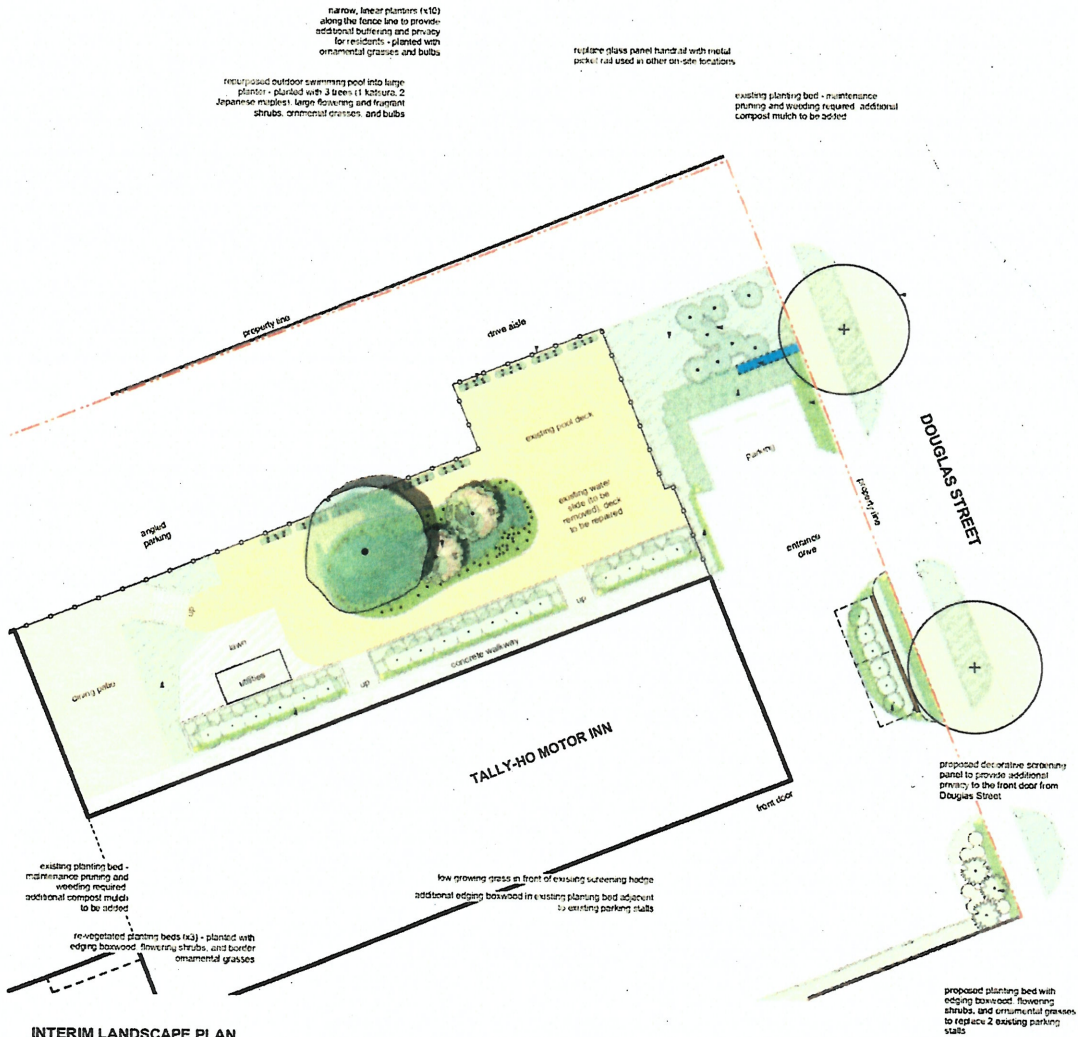 narrow, linear planters (x10)
along the fence line to provide
additional buffering and privacy
for residents - planted with
ornamental grasses and bulbs
replace glass panel handrail with metal
picket rail used in other on-site locations
repurposed outdoor swimming pool into large
planter - planted with 3 trees (1 katsura, 2
Japanese maples), large flowering and fragrant
shrubs, ornmental grasses, and bulbs
existing planting bed - maintenance
pruning and weeding required additional
compost mulch to be added
property line
drive aisle
existing pool deck
parking
DOUGLAS STREET
property line
existing water
slide (to be
removed), deck
to be repaired
angled
parking
entrance
drive
up
lawn
utilities
dining patio
up
concrete walkway
up
TALLY-HO MOTOR INN
front door
proposed decorative screening
panel to provide additional
privacy to the front door from
Douglas Street
existing planting bed -
maintenance pruning and
weeding required
additional compost mulch
to be added
low growing grass in front of existing screening hedge
additional edging boxwood in existing planting bed adjacent
to existing parking stalls
re-vegetated planting beds (x3) - planted with
edging boxwood, flowering shrubs, and border
ornamental grasses
proposed planting bed with
edging boxwood, flowering
shrubs, and ornamental grasses
to replace 2 existing parking
stalls
INTERIM LANDSCAPE PLAN